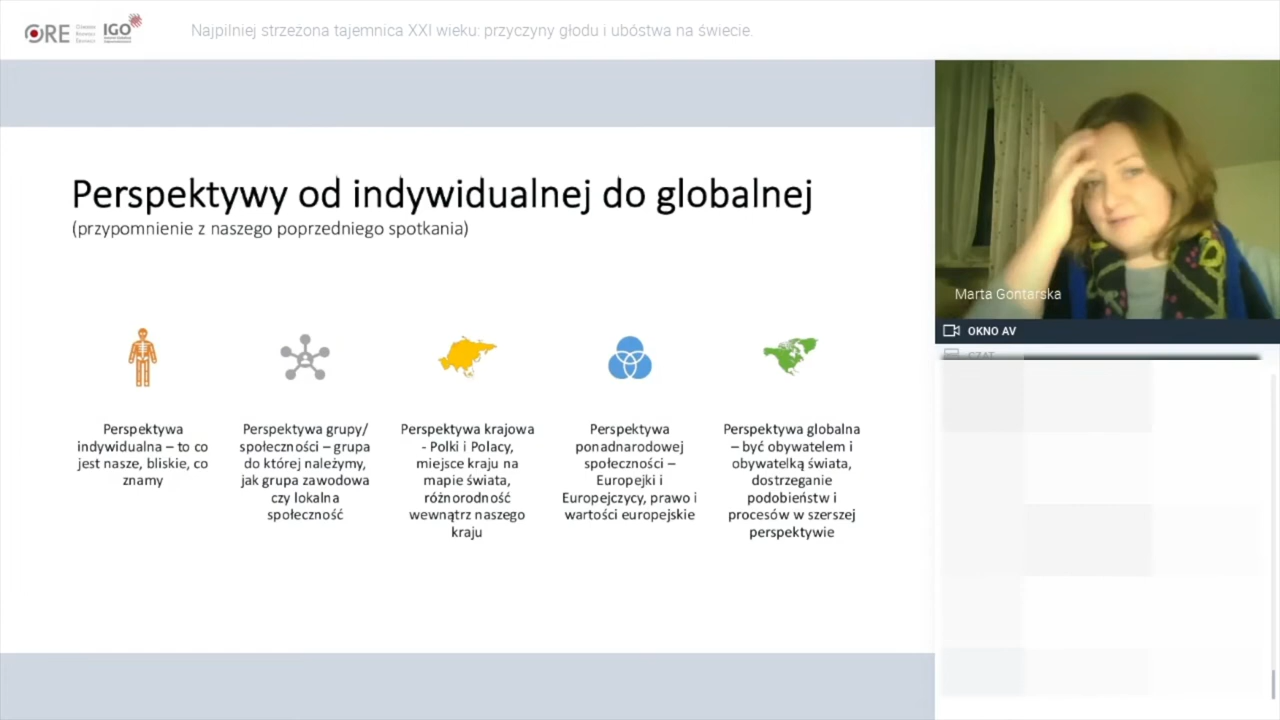 ORE
Ośrodek
Rozwoju
Edukacji
IGO
Najpilniej strzeżona tajemnica XXI wieku: przyczyny głodu i ubóstwa na świecie.
Perspektywy od indywidualnej do globalnej
(przypomnienie z naszego poprzedniego spotkania)
Perspektywa
indywidualna – to co
jest nasze, bliskie, co
znamy
Perspektywa grupy/
społeczności – grupa
do której należymy,
jak grupa zawodowa
czy lokalna
społeczność
Perspektywa krajowa
- Polki i Polacy,
miejsce kraju na
mapie świata,
różnorodność
wewnątrz naszego
kraju
Perspektywa
ponadnarodowej
społeczności –
Europejki i
Europejczycy, prawo i
wartości europejskie
Perspektywa globalna
– być obywatelem i
obywatelką świata,
dostrzeganie
podobieństw i
procesów w szerszej
perspektywie
Marta Gontarska
OKNO AV
CZAT